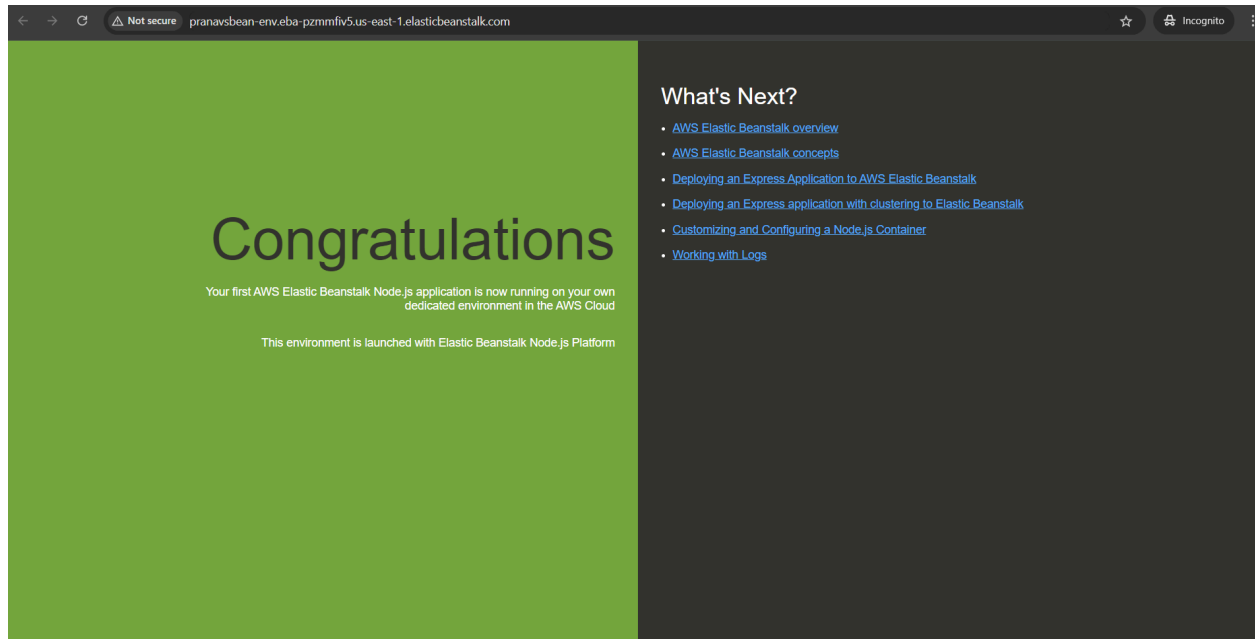 Not secure
pranavsbean-env.eba-pzmmfiv5.us-east-1.elasticbeanstalk.com
Incognito
Congratulations
Your first AWS Elastic Beanstalk Node.js application is now running on your own
dedicated environment in the AWS Cloud
This environment is launched with Elastic Beanstalk Node.js Platform
What's Next?
AWS Elastic Beanstalk overview
AWS Elastic Beanstalk concepts
Deploying an Express Application to AWS Elastic Beanstalk
Deploying an Express application with clustering to Elastic Beanstalk
Customizing and Configuring a Node.js Container
Working with Logs